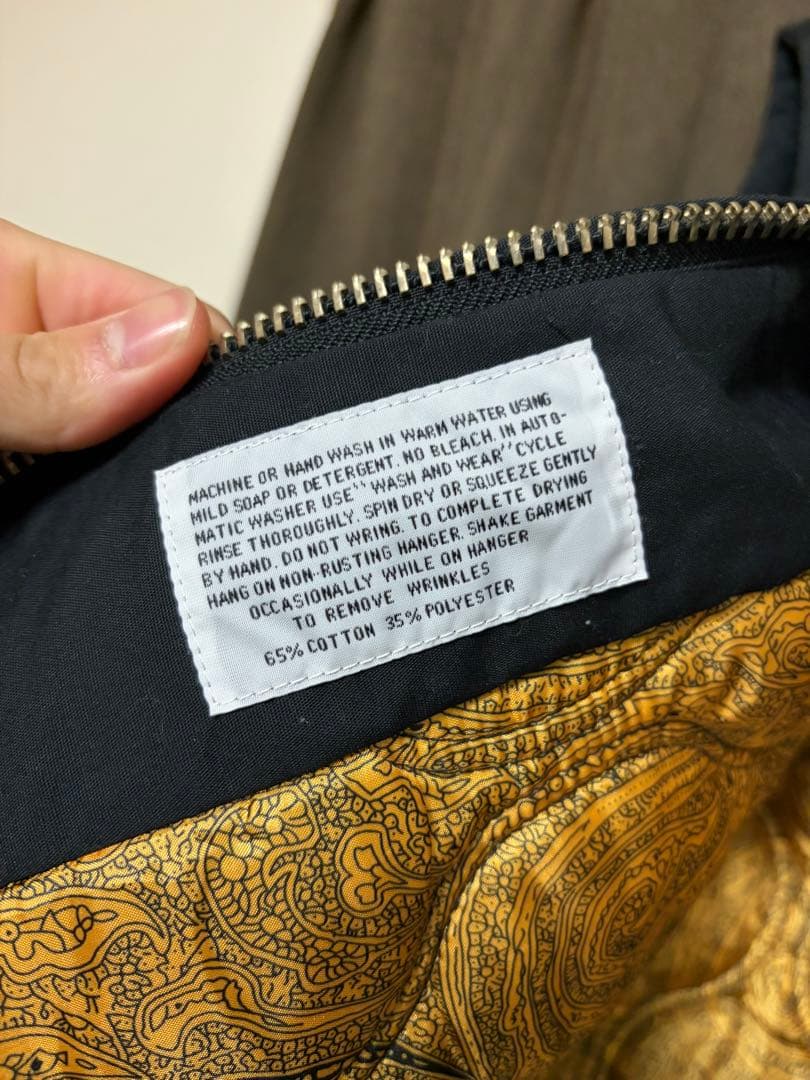 MACHINE OR HAND WASH IN WARM WATER USING
MILD SOAP OR DETERGENT. NO BLEACH. IN AUTO-
MATIC WASHER USE`` WASH AND WEAR'' CYCLE
RINSE THOROUGHLY. SPIN DRY OR SQUEEZE GENTLY
BY HAND. DO NOT WRING. TO COMPLETE DRYING
HANG ON NON-RUSTING HANGER. SHAKE GARMENT
OCCASIONALLY WHILE ON HANGER
TO REMOVE WRINKLES
65% COTTON 35% POLYESTER